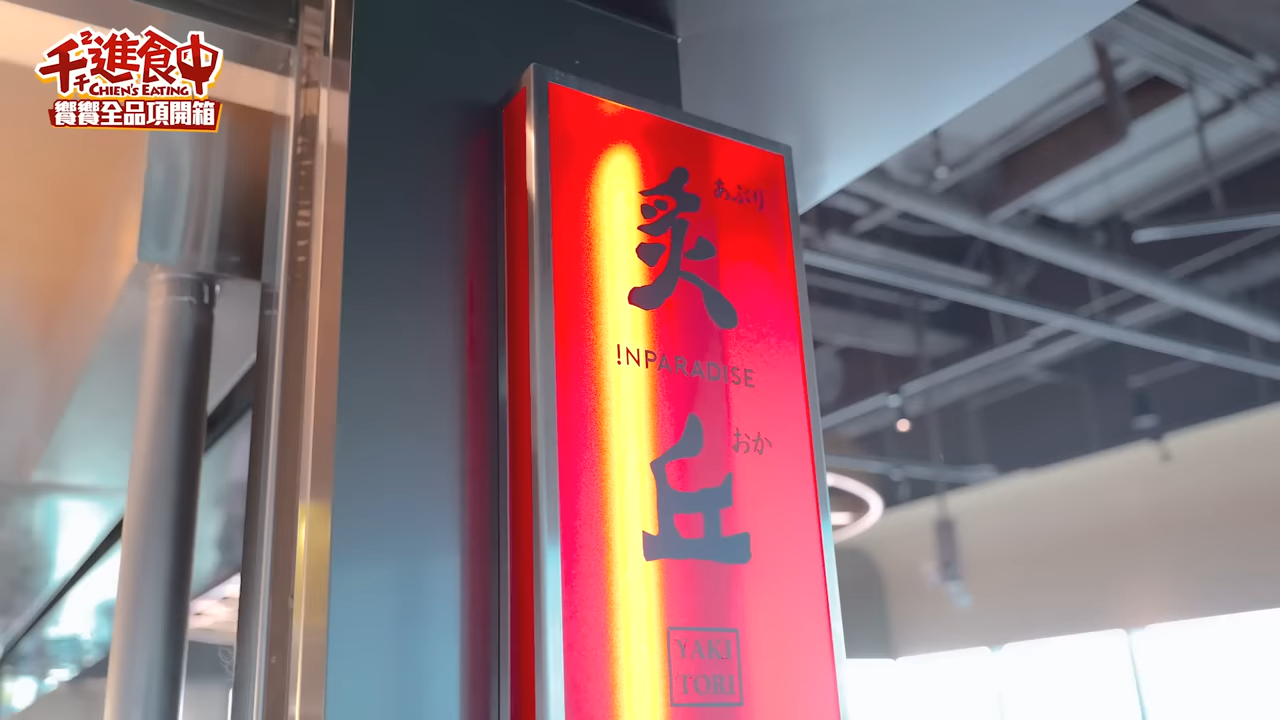 千千進食中
CHIEN'S EATING
饗饗全品項開箱
炙
あぶり
!NPARADISE
丘
おか
YAKI
TORI